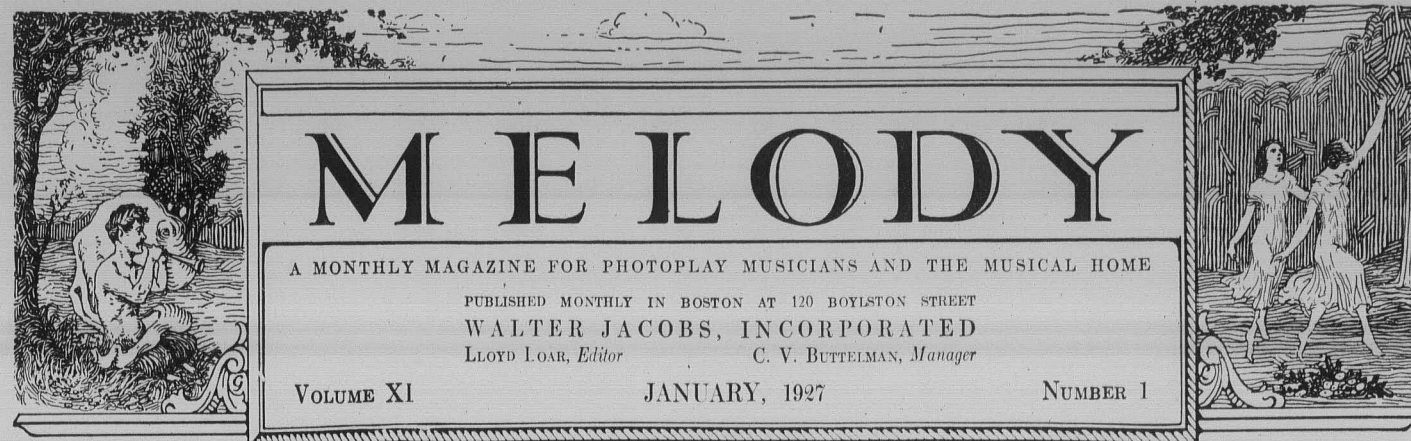 MELODY
A MONTHLY MAGAZINE FOR PHOTOPLAY MUSICIANS AND THE MUSICAL HOME
PUBLISHED MONTHLY IN BOSTON AT 120 BOYLSTON STREET
WALTER JACOBS, INCORPORATED
LLOYD LOAR, Editor C. V. BUTTELMAN, Manager
VOLUME XI JANUARY, 1927 NUMBER 1